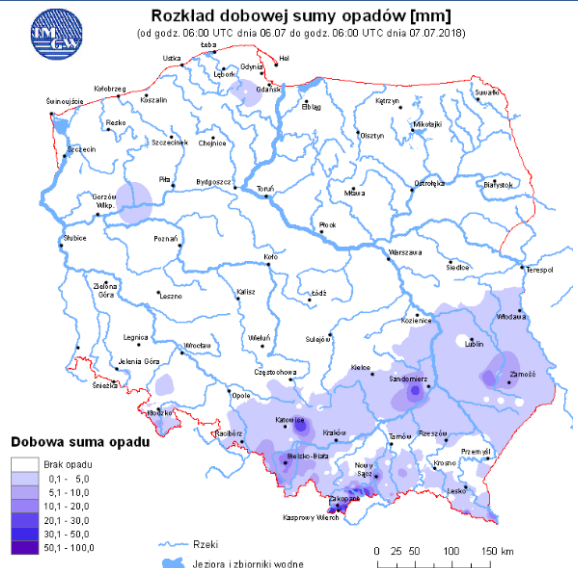 IMGW
Rozkład dobowej sumy opadów [mm]
(od godz. 06:00 UTC dnia 06.07 do godz. 06:00 UTC dnia 07.07.2018)
Łeba
Ustka
Hel
Lębork
Gdynia
Gdańsk
Kołobrzeg
Koszalin
Świnoujście
Elbląg
Kętrzyn
Suwałki
Resko
Szczecinek
Chojnice
Olsztyn
Mikołajki
Szczecin
Piła
Bydgoszcz
Toruń
Mława
Ostrołęka
Białystok
Gorzów
Wlkp.
Płock
Słubice
Poznań
Koło
Warszawa
Siedlce
Terespol
Zielona
Góra
Leszno
Kalisz
Łódź
Kozienice
Włodawa
Legnica
Wrocław
Wieluń
Sulejów
Lublin
Jelenia Góra
Śnieżka
Częstochowa
Kielce
Sandomierz
Zamość
Opole
Kłodzko
Katowice
Racibórz
Kraków
Tarnów
Rzeszów
Przemyśl
Bielsko-Biała
Nowy
Sącz
Krosno
Lesko
Zakopane
Kasprowy Wierch
Dobowa suma opadu
Brak opadu
0,1 - 5,0
5,1 - 10,0
10,1 - 20,0
20,1 - 30,0
30,1 - 50,0
50,1 - 100,0
Rzeki
Jeziora i zbiorniki wodne
0 25 50 100 150 km